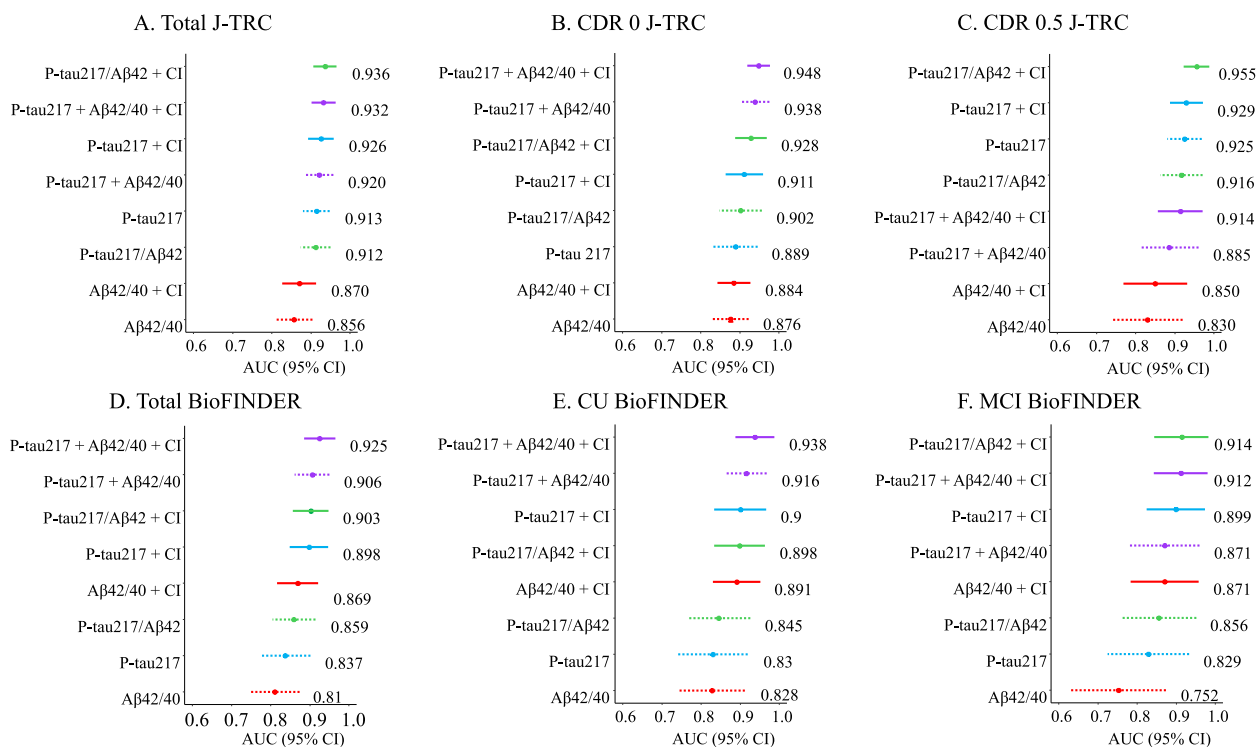 A. Total J-TRC
P-tau217/Aβ42 + CI 0.936
P-tau217 + Aβ42/40 + CI 0.932
P-tau217 + CI 0.926
P-tau217 + Aβ42/40 0.920
P-tau217 0.913
P-tau217/Aβ42 0.912
Aβ42/40 + CI 0.870
Aβ42/40 0.856
0.6 0.7 0.8 0.9 1.0
AUC (95% CI)
B. CDR 0 J-TRC
P-tau217 + Aβ42/40 + CI 0.948
P-tau217 + Aβ42/40 0.938
P-tau217/Aβ42 + CI 0.928
P-tau217 + CI 0.911
P-tau217/Aβ42 0.902
P-tau 217 0.889
Aβ42/40 + CI 0.884
Aβ42/40 0.876
0.6 0.7 0.8 0.9 1.0
AUC (95% CI)
C. CDR 0.5 J-TRC
P-tau217/Aβ42 + CI 0.955
P-tau217 + CI 0.929
P-tau217 0.925
P-tau217/Aβ42 0.916
P-tau217 + Aβ42/40 + CI 0.914
P-tau217 + Aβ42/40 0.885
Aβ42/40 + CI 0.850
Aβ42/40 0.830
0.6 0.7 0.8 0.9 1.0
AUC (95% CI)
D. Total BioFINDER
P-tau217 + Aβ42/40 + CI 0.925
P-tau217 + Aβ42/40 0.906
P-tau217/Aβ42 + CI 0.903
P-tau217 + CI 0.898
Aβ42/40 + CI 0.869
P-tau217/Aβ42 0.859
P-tau217 0.837
Aβ42/40 0.81
0.6 0.7 0.8 0.9 1.0
AUC (95% CI)
E. CU BioFINDER
P-tau217 + Aβ42/40 + CI 0.938
P-tau217 + Aβ42/40 0.916
P-tau217 + CI 0.9
P-tau217/Aβ42 + CI 0.898
Aβ42/40 + CI 0.891
P-tau217/Aβ42 0.845
P-tau217 0.83
Aβ42/40 0.828
0.6 0.7 0.8 0.9 1.0
AUC (95% CI)
F. MCI BioFINDER
P-tau217/Aβ42 + CI 0.914
P-tau217 + Aβ42/40 + CI 0.912
P-tau217 + CI 0.899
P-tau217 + Aβ42/40 0.871
Aβ42/40 + CI 0.871
P-tau217/Aβ42 0.856
P-tau217 0.829
Aβ42/40 0.752
0.6 0.7 0.8 0.9 1.0
AUC (95% CI)